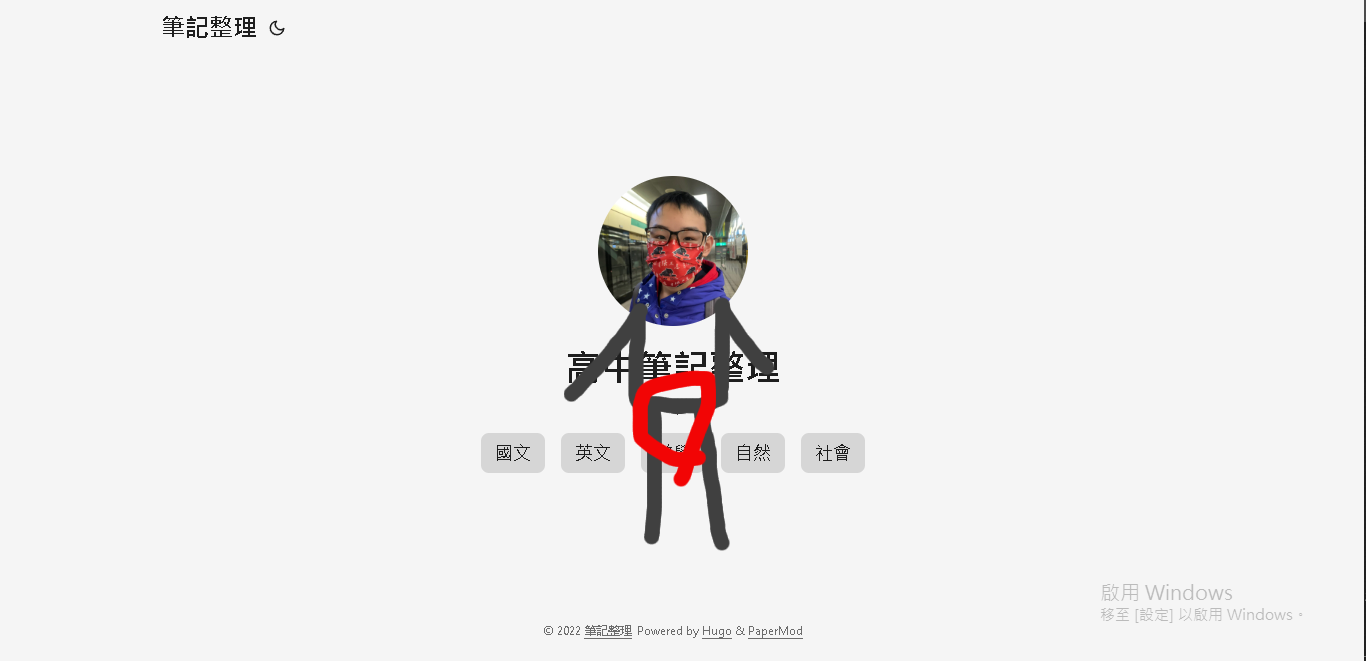 筆記整理
高中筆記整理
國文 英文 自然 社會
© 2022 筆記整理 Powered by Hugo & PaperMod
啟用 Windows
移至 [設定] 以啟用 Windows。